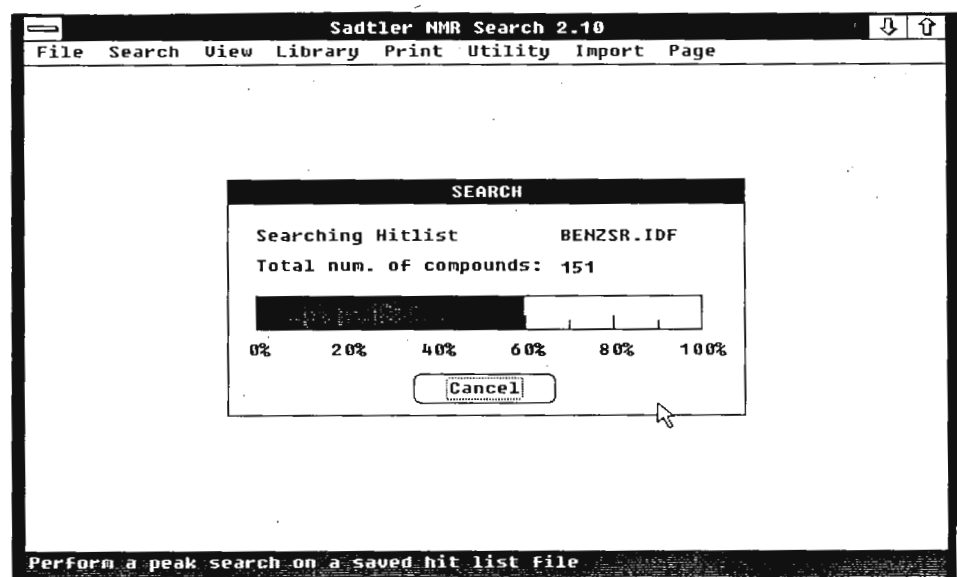 Sadtler NMR Search 2.10
File Search View Library Print Utility Import Page
SEARCH
Searching Hitlist BENZSR.IDF
Total num. of compounds: 151
0% 20% 40% 60% 80% 100%
Cancel
Perform a peak search on a saved hit list file